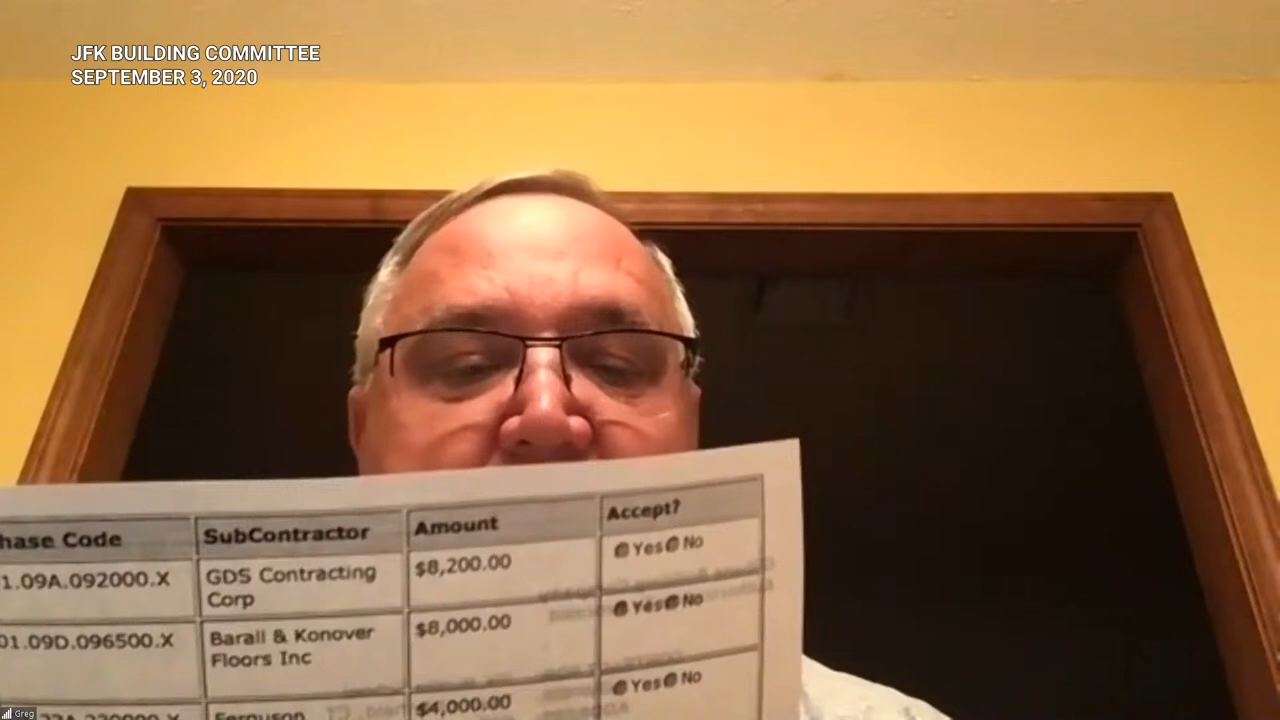 JFK BUILDING COMMITTEE
SEPTEMBER 3, 2020
hase Code SubContractor Amount Accept?
1.09A.092000.X GDS Contracting Corp $8,200.00 Yes No
01.09D.096500.X Barall & Konover Floors Inc $8,000.00 Yes No
Ferguson $4,000.00 Yes No
Greg